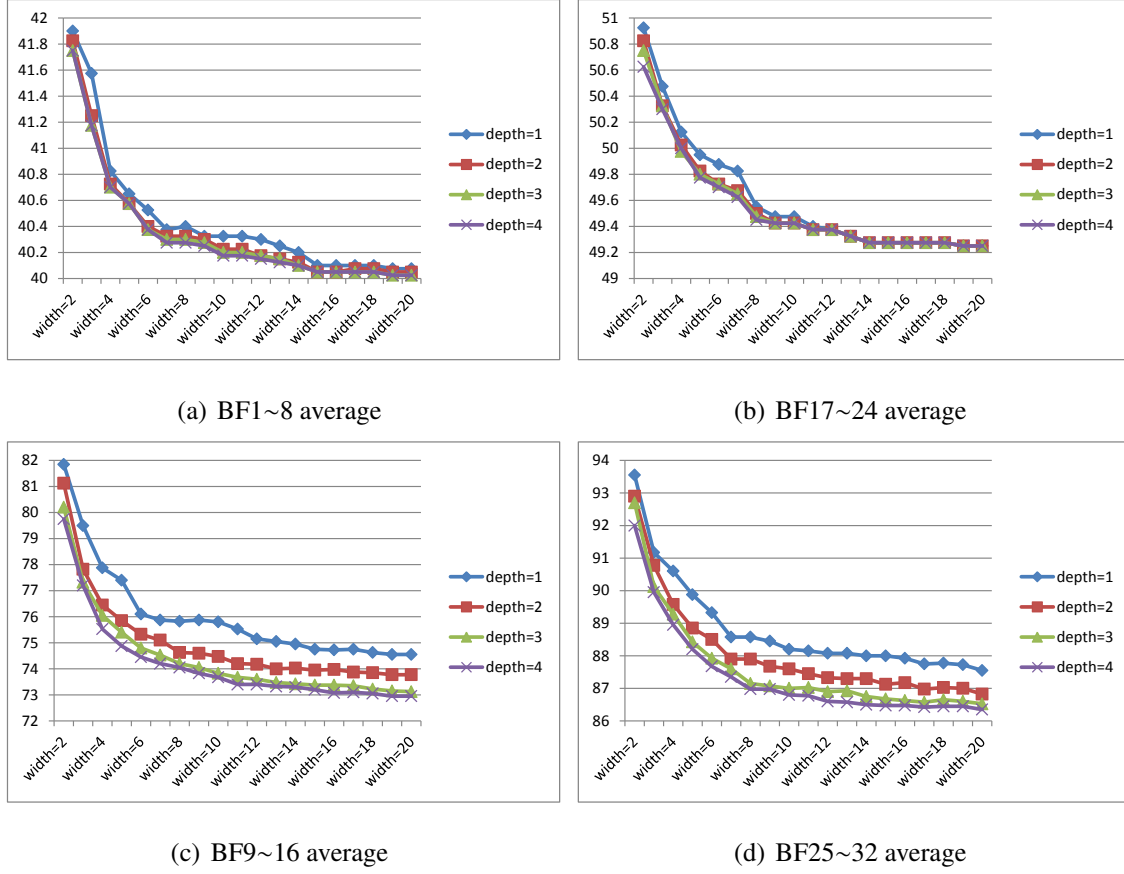 42
41.8
41.6
41.4
41.2
41
40.8
40.6
40.4
40.2
40
width=2
width=4
width=6
width=8
width=10
width=12
width=14
width=16
width=18
width=20
depth=1
depth=2
depth=3
depth=4
(a) BF1~8 average
51
50.8
50.6
50.4
50.2
50
49.8
49.6
49.4
49.2
49
width=2
width=4
width=6
width=8
width=10
width=12
width=14
width=16
width=18
width=20
depth=1
depth=2
depth=3
depth=4
(b) BF17~24 average
82
81
80
79
78
77
76
75
74
73
72
width=2
width=4
width=6
width=8
width=10
width=12
width=14
width=16
width=18
width=20
depth=1
depth=2
depth=3
depth=4
(c) BF9~16 average
94
93
92
91
90
89
88
87
86
width=2
width=4
width=6
width=8
width=10
width=12
width=14
width=16
width=18
width=20
depth=1
depth=2
depth=3
depth=4
(d) BF25~32 average